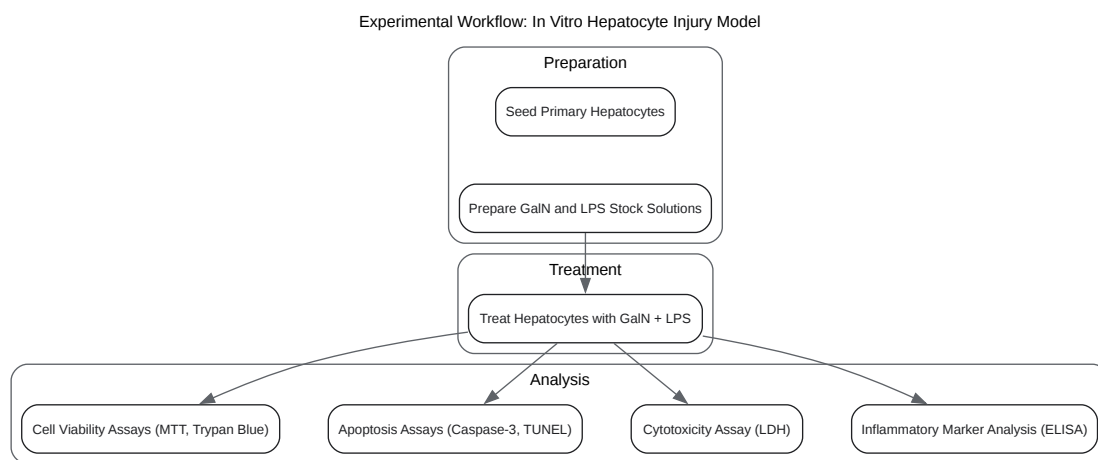 Experimental Workflow: In Vitro Hepatocyte Injury Model
Preparation
Seed Primary Hepatocytes
Prepare GalN and LPS Stock Solutions
Treatment
Treat Hepatocytes with GalN + LPS
Analysis
Cell Viability Assays (MTT, Trypan Blue)
Apoptosis Assays (Caspase-3, TUNEL)
Cytotoxicity Assay (LDH)
Inflammatory Marker Analysis (ELISA)